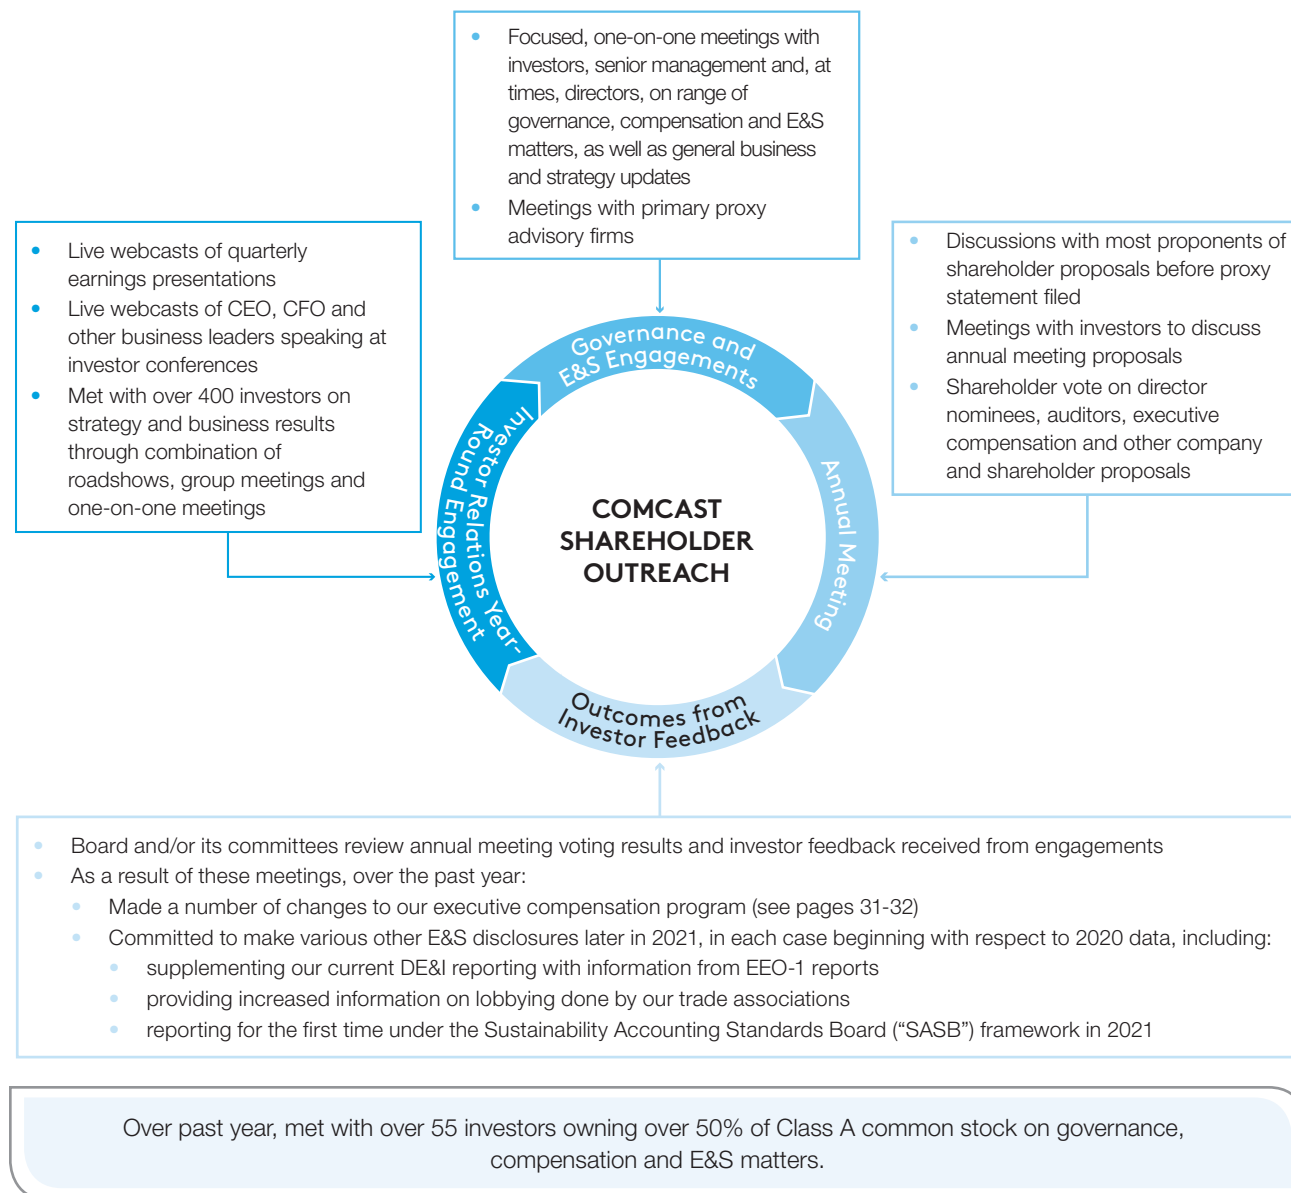 • Focused, one-on-one meetings with
investors, senior management and, at
times, directors, on range of
governance, compensation and E&S
matters, as well as general business
and strategy updates
• Meetings with primary proxy
advisory firms
• Live webcasts of quarterly
earnings presentations
• Live webcasts of CEO, CFO and
other business leaders speaking at
investor conferences
• Met with over 400 investors on
strategy and business results
through combination of
roadshows, group meetings and
one-on-one meetings
• Discussions with most proponents of
shareholder proposals before proxy
statement filed
• Meetings with investors to discuss
annual meeting proposals
• Shareholder vote on director
nominees, auditors, executive
compensation and other company
and shareholder proposals
Governance and
E&S Engagements
Investor Relations Year-
Round Engagement
COMCAST
SHAREHOLDER
OUTREACH
Annual Meeting
Outcomes from
Investor Feedback
• Board and/or its committees review annual meeting voting results and investor feedback received from engagements
• As a result of these meetings, over the past year:
• Made a number of changes to our executive compensation program (see pages 31-32)
• Committed to make various other E&S disclosures later in 2021, in each case beginning with respect to 2020 data, including:
• supplementing our current DE&I reporting with information from EEO-1 reports
• providing increased information on lobbying done by our trade associations
• reporting for the first time under the Sustainability Accounting Standards Board (“SASB”) framework in 2021
Over past year, met with over 55 investors owning over 50% of Class A common stock on governance,
compensation and E&S matters.